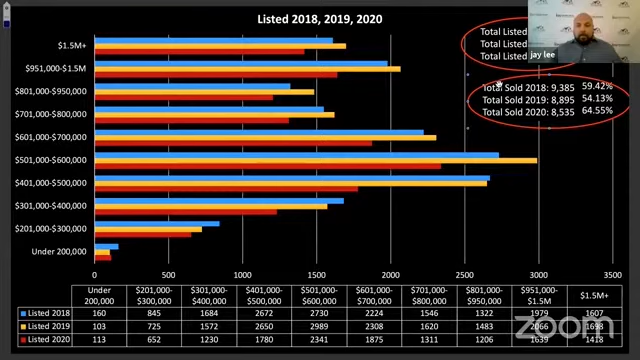 Listed 2018, 2019, 2020
Total Listed
Total Listed
Total Listed
jay lee
Total Sold 2018: 9,385 59.42%
Total Sold 2019: 8,895 54.13%
Total Sold 2020: 8,535 64.55%
$1.5M+
$951,000-$1.5M
$801,000-$950,000
$701,000-$800,000
$601,000-$700,000
$501,000-$600,000
$401,000-$500,000
$301,000-$400,000
$201,000-$300,000
Under 200,000
0 500 1000 1500 2000 2500 3000 3500
Under 200,000 $201,000-$300,000 $301,000-$400,000 $401,000-$500,000 $501,000-$600,000 $601,000-$700,000 $701,000-$800,000 $801,000-$950,000 $951,000-$1.5M $1.5M+
Listed 2018 160 845 1684 2672 2730 2224 1546 1322 1979 1607
Listed 2019 103 725 1572 2650 2989 2308 1620 1483 2066 1698
Listed 2020 113 652 1230 1780 2341 1875 1311 1206 1639 1418
zoom